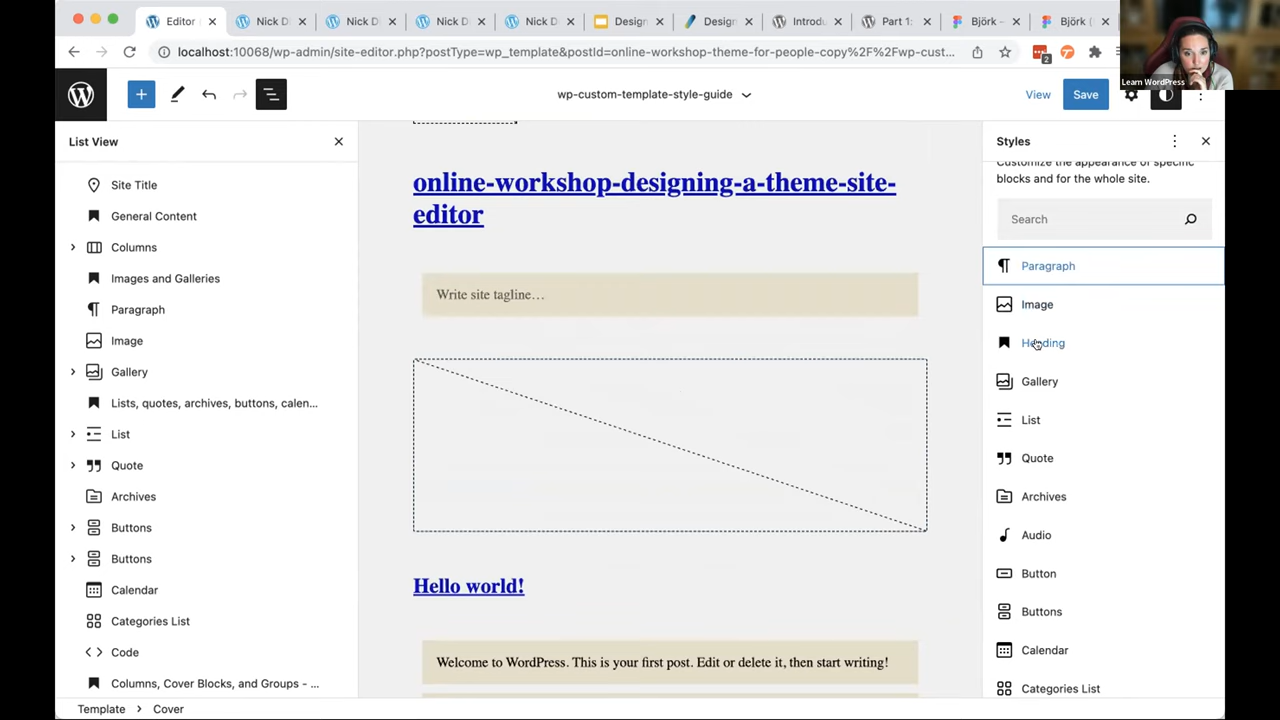 Editor
Nick D
Nick D
Nick D
Nick D
Design
Design
Introdu
Part 1:
Björk –
Björk (
localhost:10068/wp-admin/site-editor.php?postType=wp_template&postId=online-workshop-theme-for-people-copy%2F%2Fwp-cust...
2
Learn WordPress
wp-custom-template-style-guide
View
Save
List View
Site Title
General Content
Columns
Images and Galleries
Paragraph
Image
Gallery
Lists, quotes, archives, buttons, calen...
List
Quote
Archives
Buttons
Buttons
Calendar
Categories List
Code
Columns, Cover Blocks, and Groups - ...
online-workshop-designing-a-theme-site-
editor
Write site tagline...
Hello world!
Welcome to WordPress. This is your first post. Edit or delete it, then start writing!
Styles
Customize the appearance of specific
blocks and for the whole site.
Search
Paragraph
Image
Heading
Gallery
List
Quote
Archives
Audio
Button
Buttons
Calendar
Categories List
Template > Cover